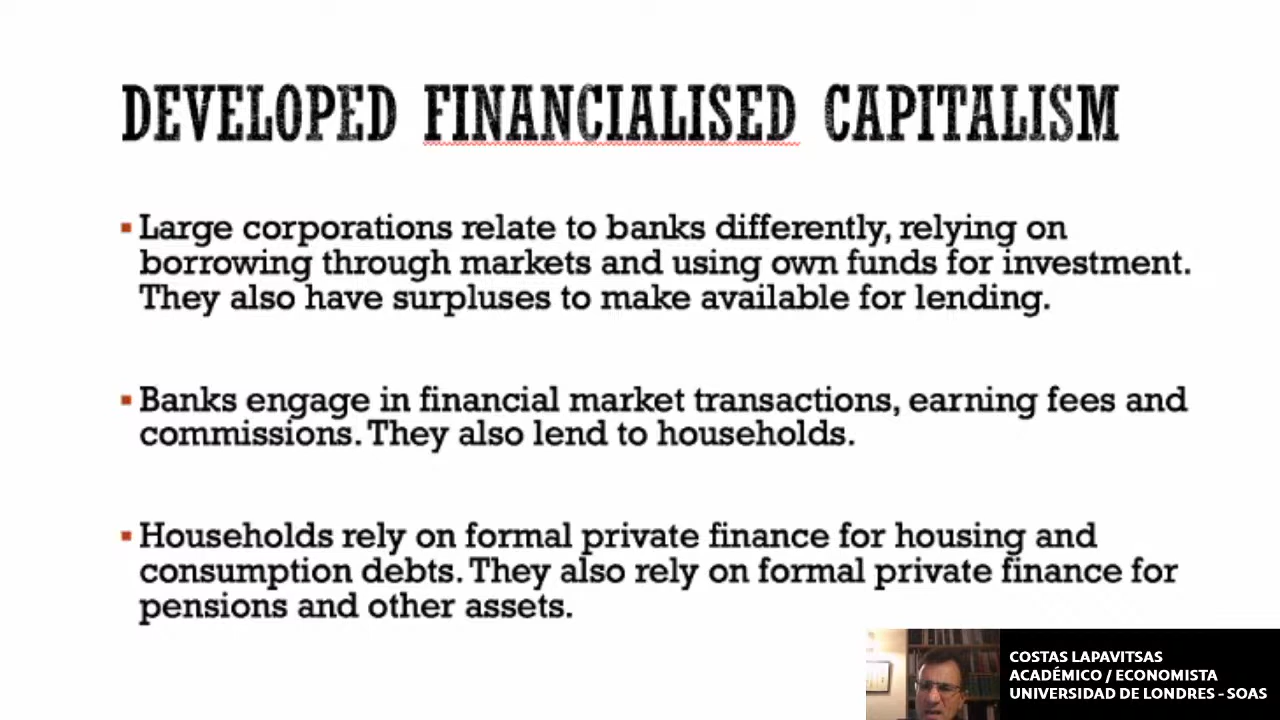 DEVELOPED FINANCIALISED CAPITALISM
▪ Large corporations relate to banks differently, relying on
borrowing through markets and using own funds for investment.
They also have surpluses to make available for lending.
▪ Banks engage in financial market transactions, earning fees and
commissions. They also lend to households.
▪ Households rely on formal private finance for housing and
consumption debts. They also rely on formal private finance for
pensions and other assets.
COSTAS LAPAVITSAS
ACADÉMICO / ECONOMISTA
UNIVERSIDAD DE LONDRES - SOAS